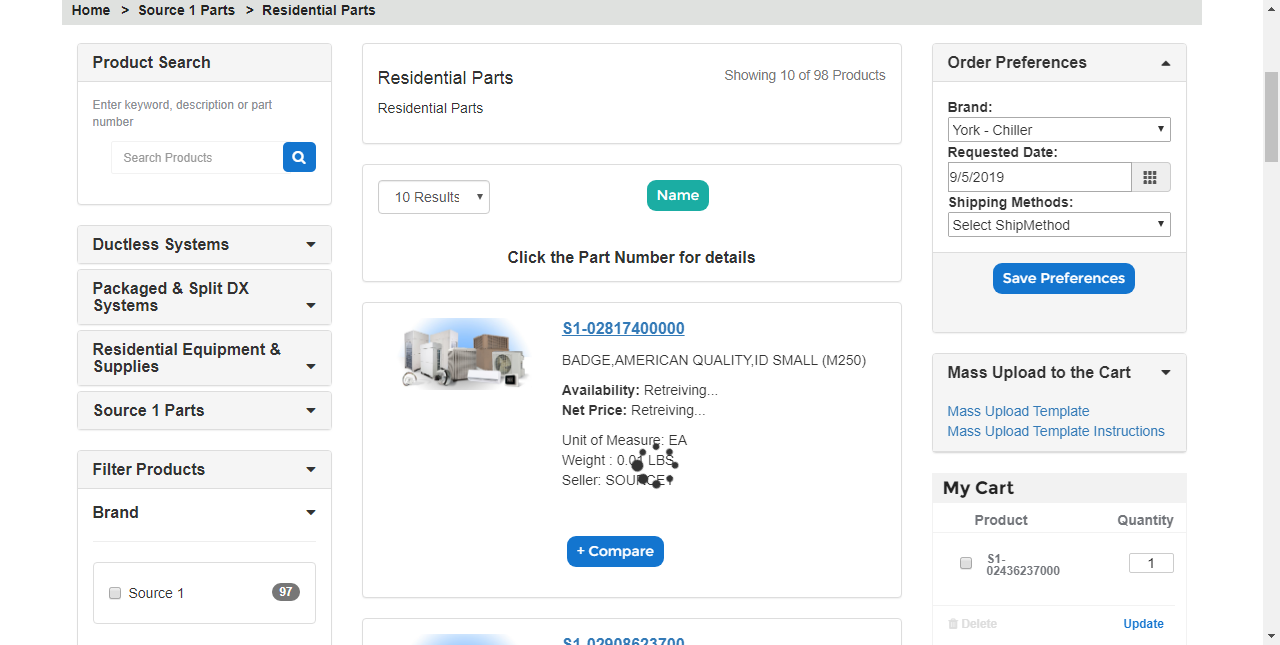 Home > Source 1 Parts > Residential Parts
Product Search
Enter keyword, description or part
number
Search Products
Ductless Systems
Packaged & Split DX
Systems
Residential Equipment &
Supplies
Source 1 Parts
Filter Products
Brand
Source 1 97
Residential Parts
Showing 10 of 98 Products
Residential Parts
10 Results
Name
Click the Part Number for details
S1-02817400000
BADGE,AMERICAN QUALITY,ID SMALL (M250)
Availability: Retreiving...
Net Price: Retreiving...
Unit of Measure: EA
Weight : 0.01 LBS
Seller: SOURCE1
+ Compare
S1-02908623700
Order Preferences
Brand:
York - Chiller
Requested Date:
9/5/2019
Shipping Methods:
Select ShipMethod
Save Preferences
Mass Upload to the Cart
Mass Upload Template
Mass Upload Template Instructions
My Cart
Product Quantity
S1-
02436237000
1
Delete Update